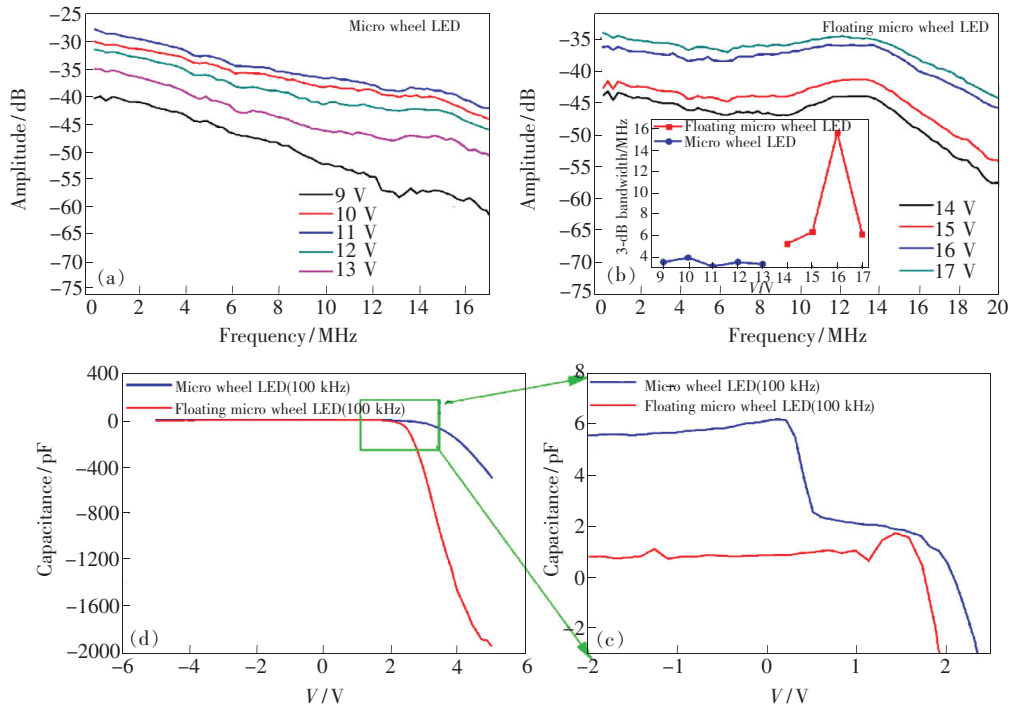 Micro wheel LED
Amplitude/dB
−25
−30
−35
−40
−45
−50
−55
−60
−65
−70
−75
9 V
10 V
11 V
12 V
13 V
(a)
0 2 4 6 8 10 12 14 16
Frequency/MHz
Floating micro wheel LED
Amplitude/dB
−35
−45
−55
−65
−75
Floating micro wheel LED
Micro wheel LED
3-dB bandwidth/MHz
16
14
12
10
8
6
4
9 10 11 12 13 14 15 16 17
V/V
14 V
15 V
16 V
17 V
(b)
0 2 4 6 8 10 12 14 16 18 20
Frequency/MHz
Micro wheel LED(100 kHz)
Floating micro wheel LED(100 kHz)
Capacitance/pF
400
0
−400
−800
−1200
−1600
−2000
(d)
−6 −4 −2 0 2 4 6
V/V
Micro wheel LED(100 kHz)
Floating micro wheel LED(100 kHz)
Capacitance/pF
8
6
4
2
0
−2
(c)
−2 −1 0 1 2
V/V